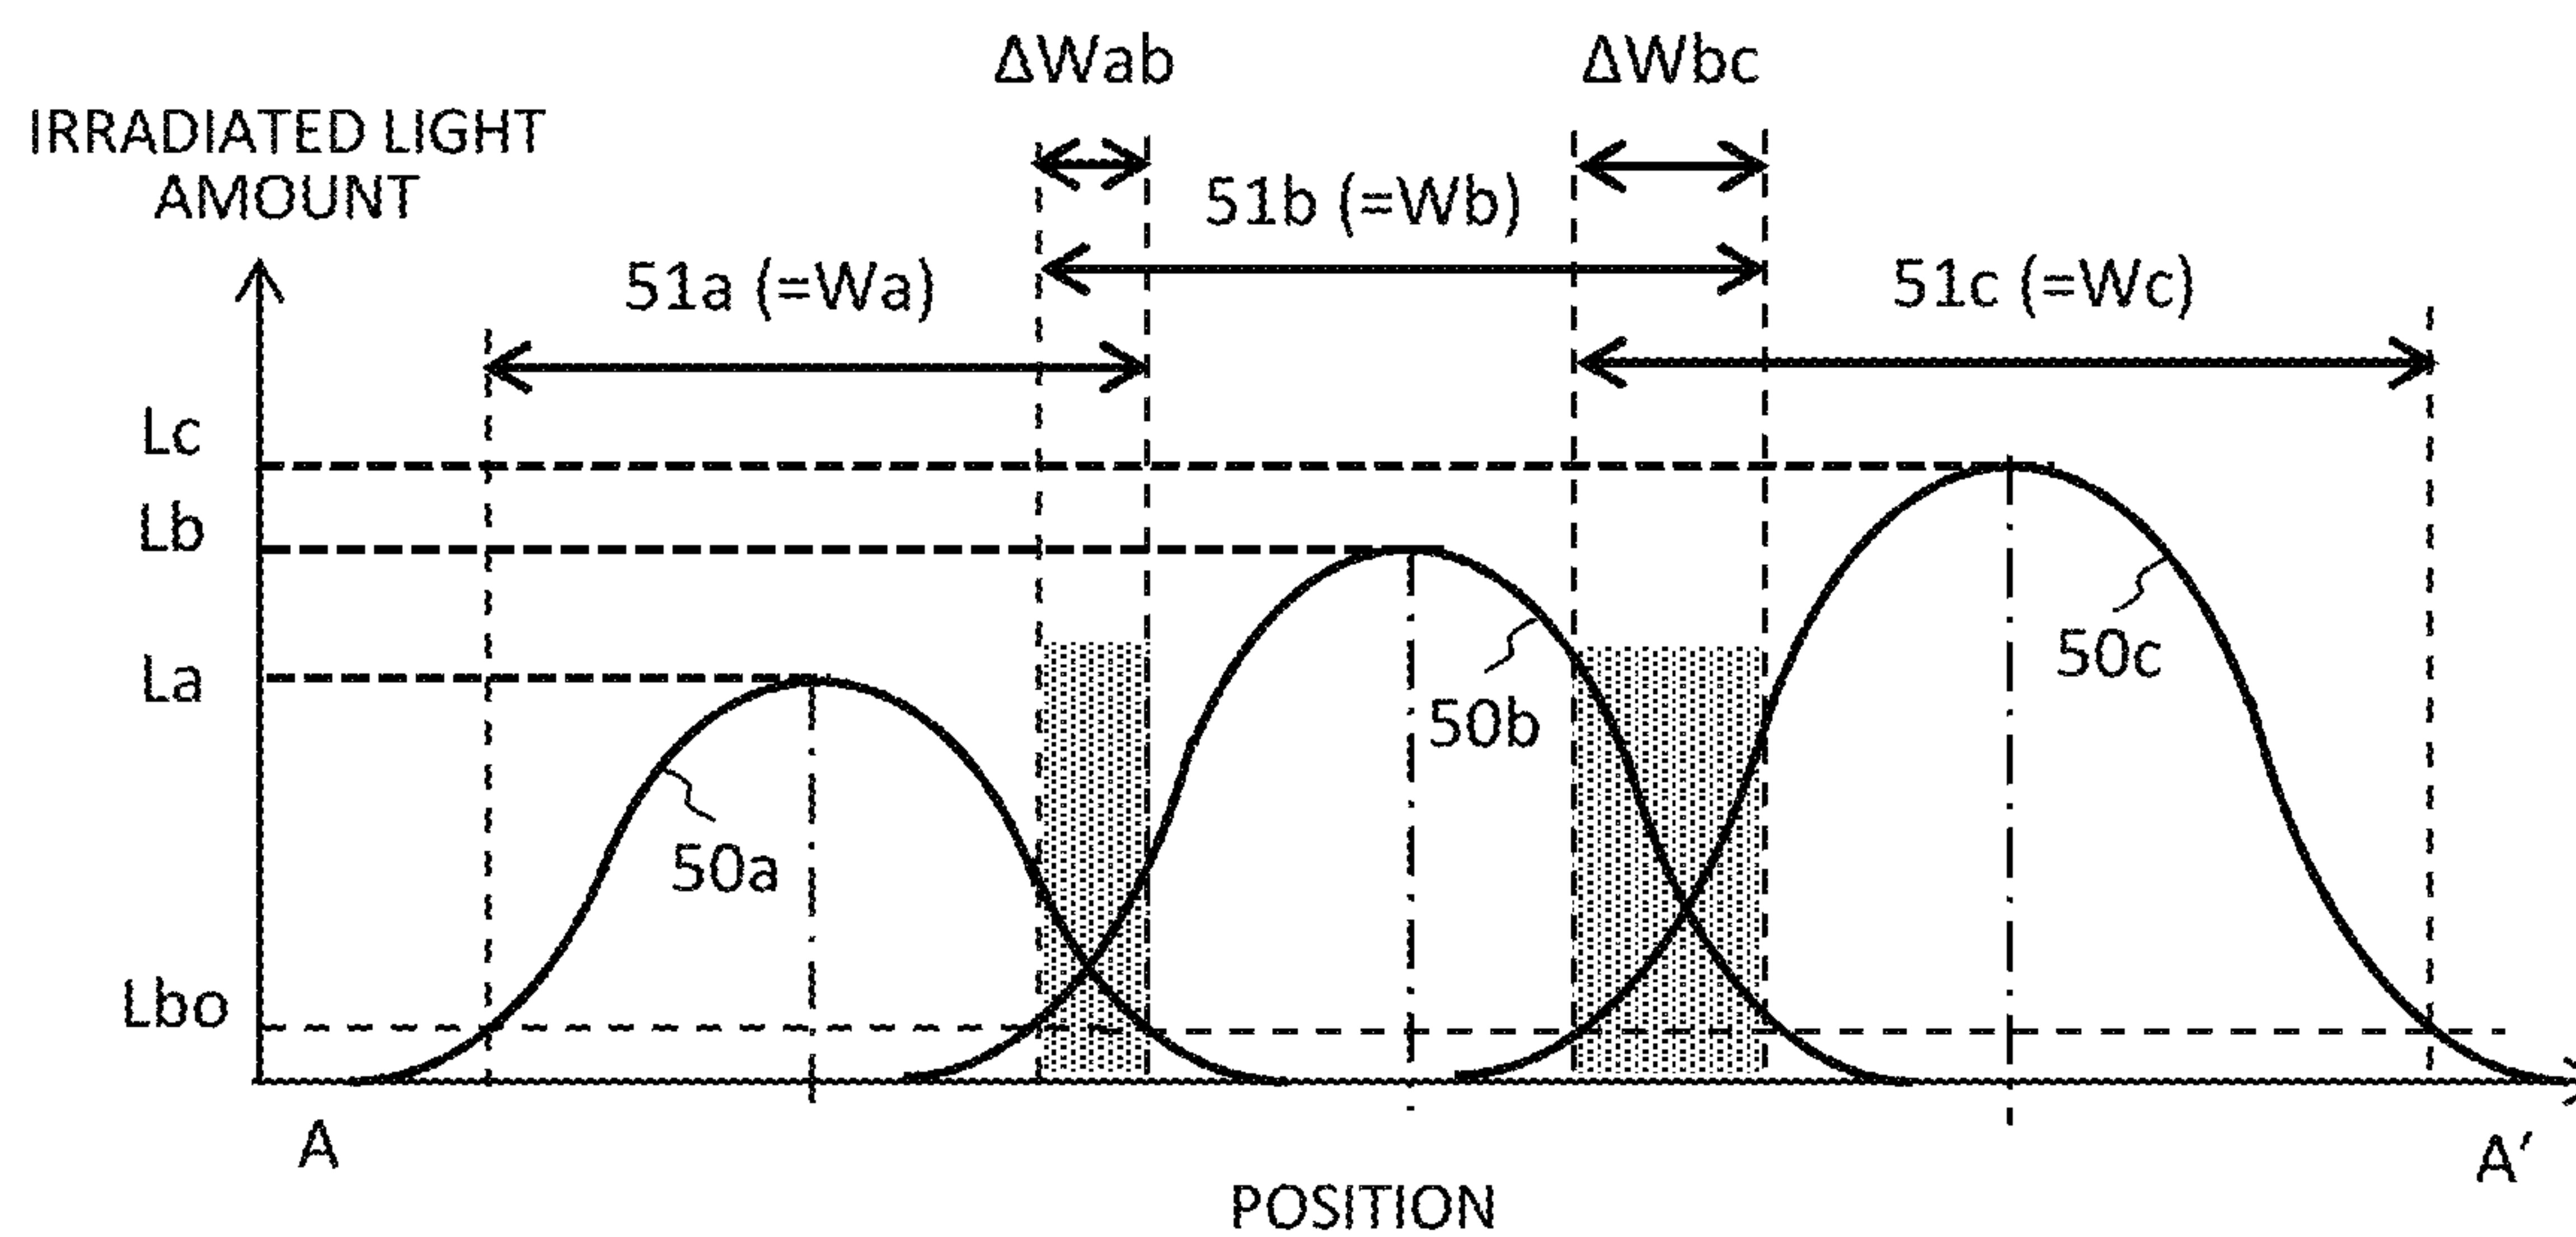 ΔWab
ΔWbc
IRRADIATED LIGHT
AMOUNT
51b (=Wb)
51a (=Wa)
51c (=Wc)
Lc
Lb
La
50c
50b
50a
Lbo
A
A′
POSITION